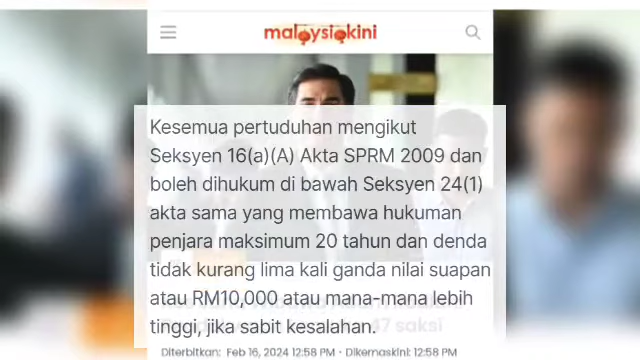 malaysiakini
Kesemua pertuduhan mengikut
Seksyen 16(a)(A) Akta SPRM 2009 dan
boleh dihukum di bawah Seksyen 24(1)
akta sama yang membawa hukuman
penjara maksimum 20 tahun dan denda
tidak kurang lima kali ganda nilai suapan
atau RM10,000 atau mana-mana lebih
tinggi, jika sabit kesalahan.
47 saksi
Diterbitkan: Feb 16, 2024 12:58 PM · Dikemaskini: 12:58 PM